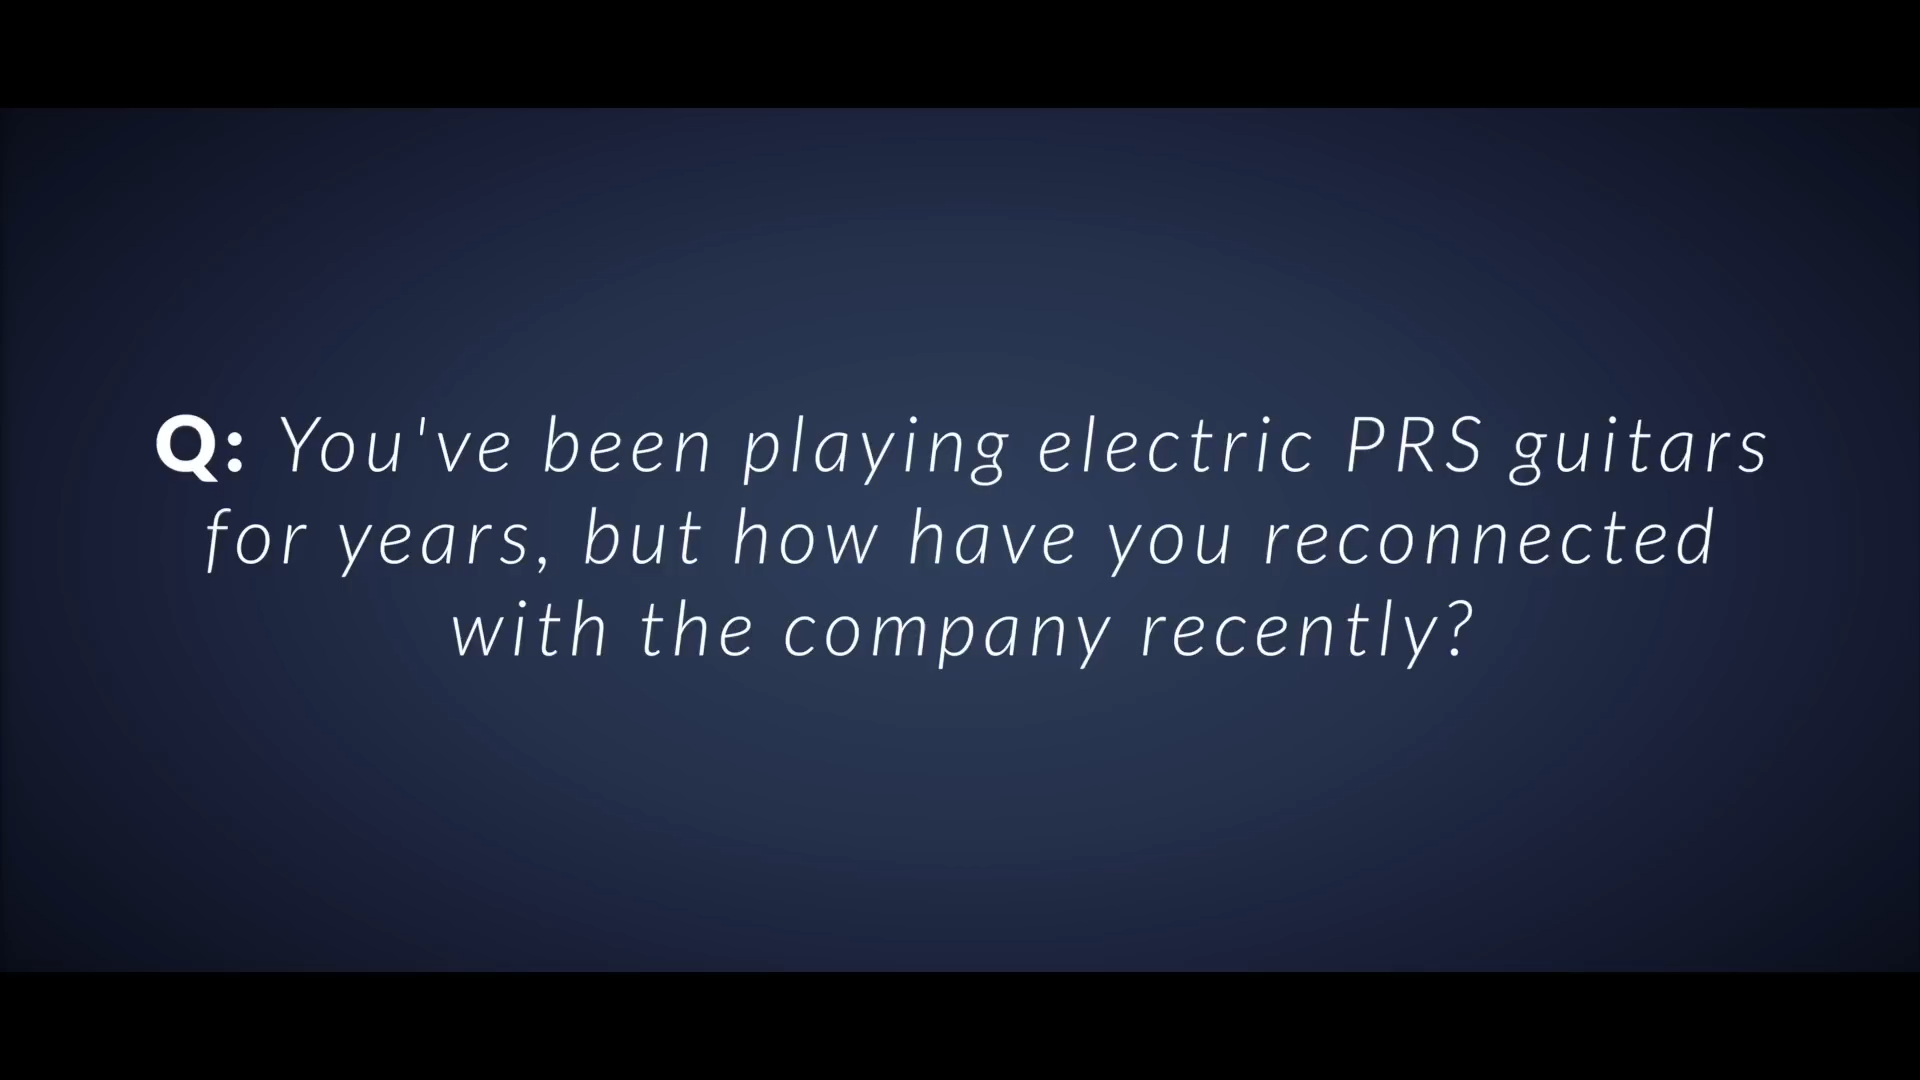 Q: You've been playing electric PRS guitars
for years, but how have you reconnected
with the company recently?